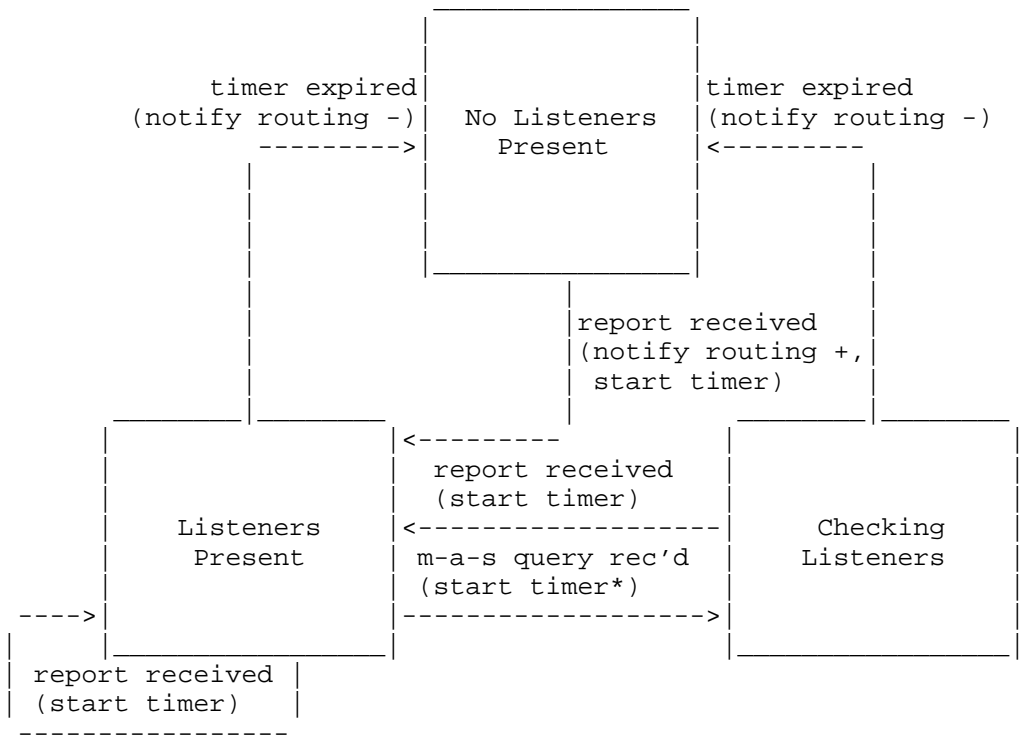 timer expired timer expired
(notify routing -) No Listeners (notify routing -)
Present
report received
(notify routing +,
start timer)
report received
(start timer)
Listeners Checking
Present m-a-s query rec'd Listeners
(start timer*)
report received
(start timer)